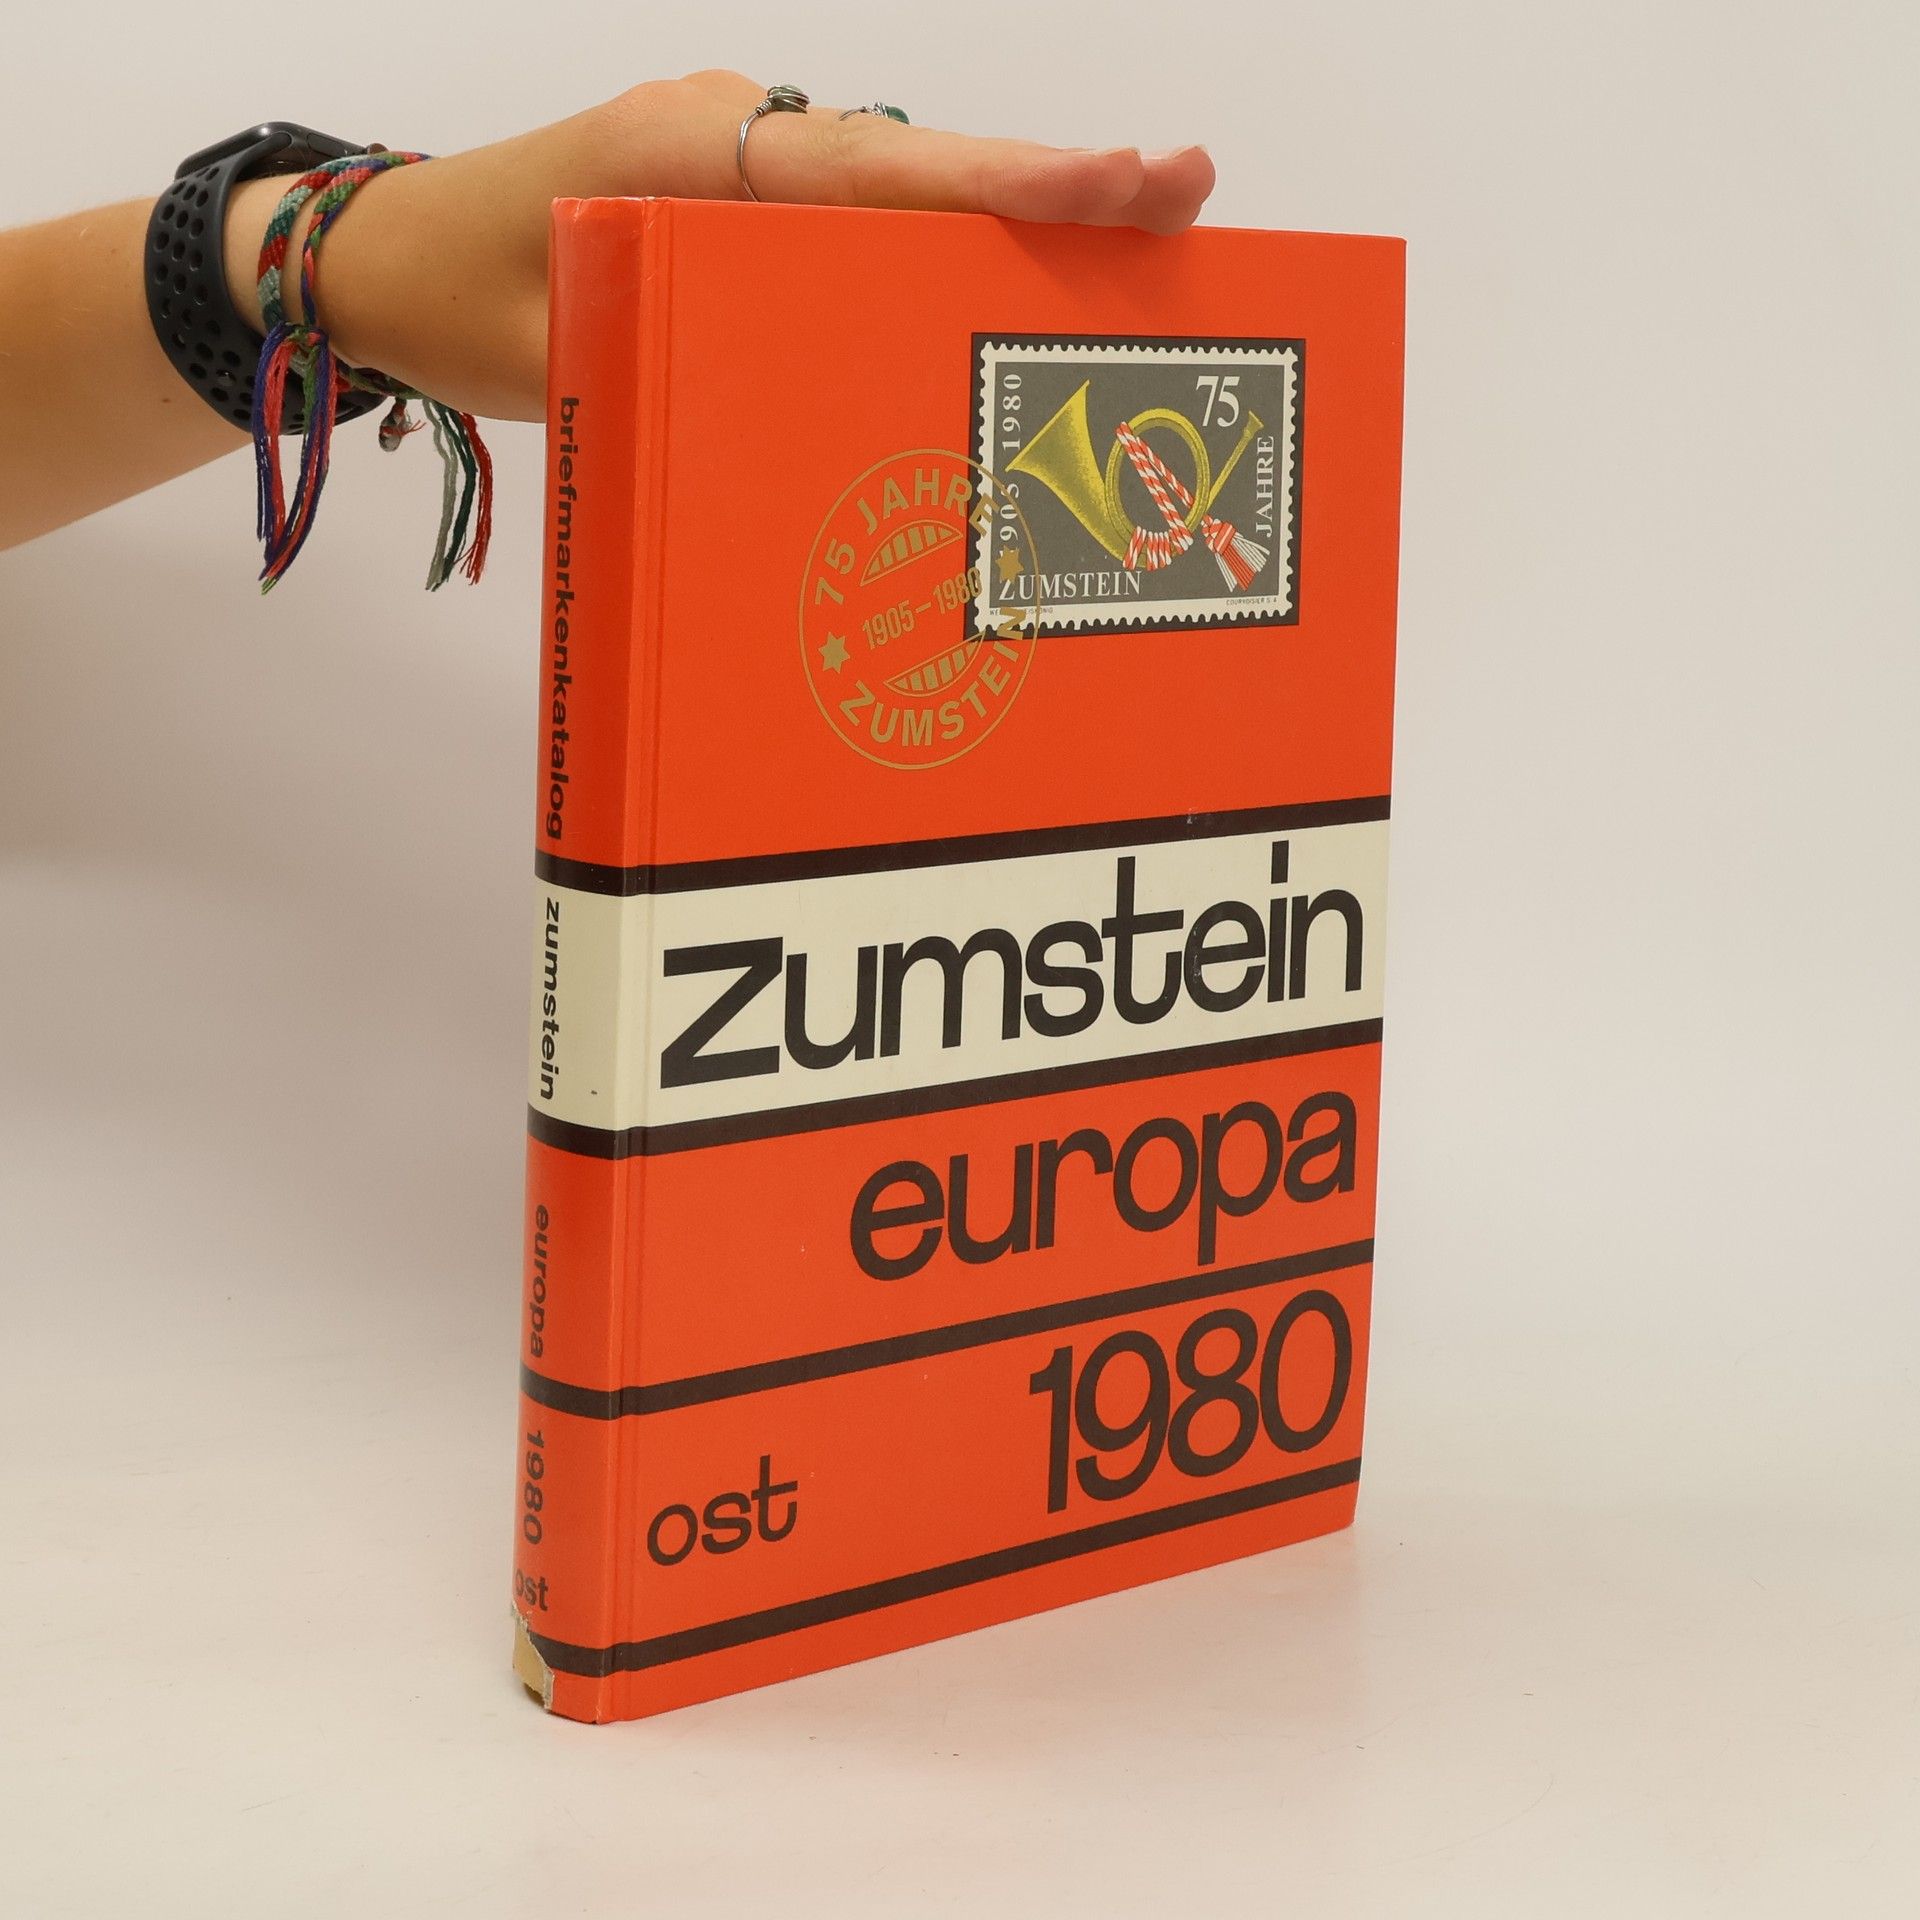 briefmarkenkatalog
zumstein
europa
1980
ost
1905 1980
75
JAHRE
ZUMSTEIN
COURVOISIER S A
75 JAHRE
1905–1980
ZUMSTEIN
zumstein
europa
1980
ost